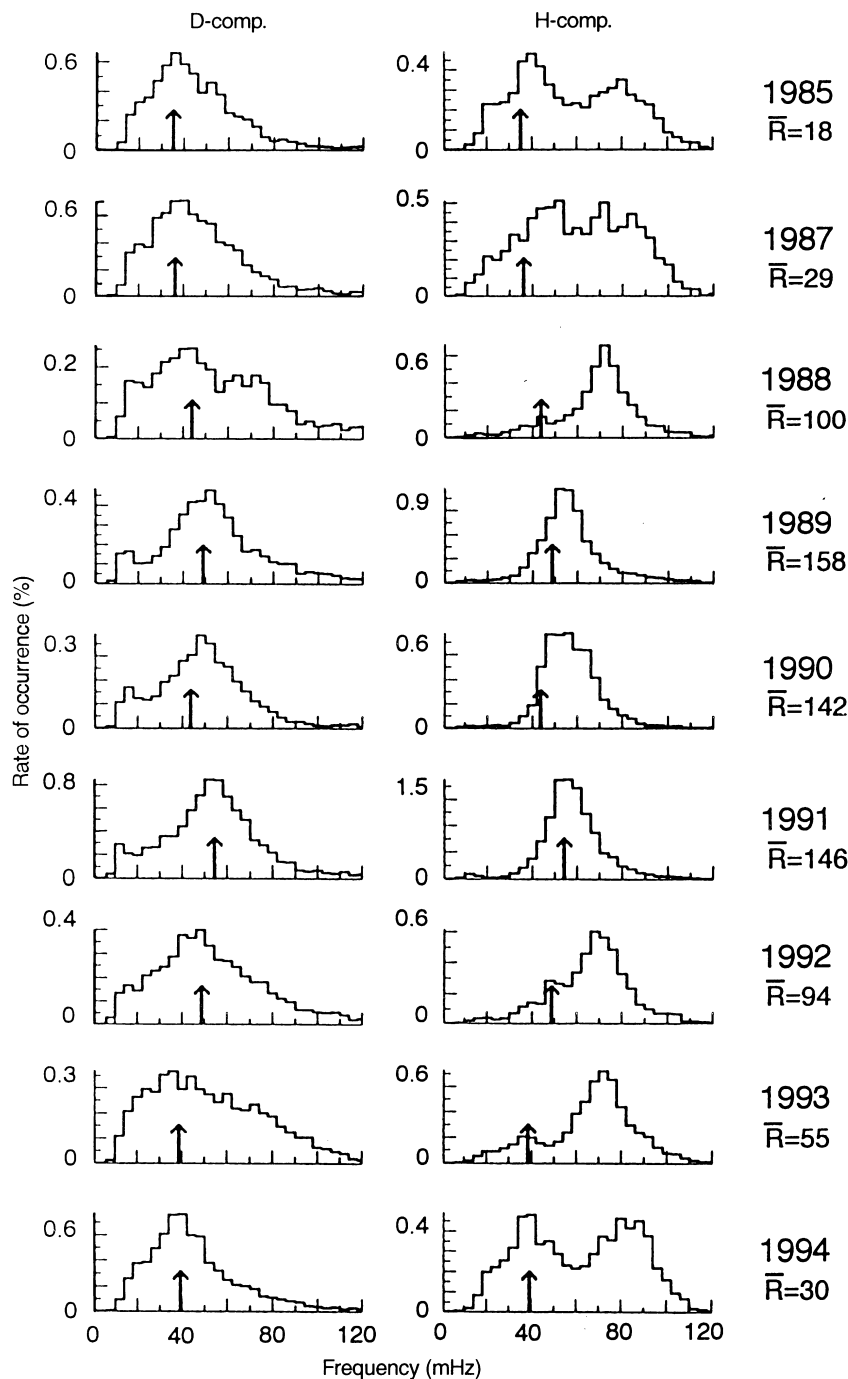 D-comp. H-comp.
0.6 0.4 1985
0 0 R̅=18
0.6 0.5 1987
0 0 R̅=29
0.2 0.6 1988
0 0 R̅=100
0.4 0.9 1989
0 0 R̅=158
0.3 0.6 1990
0 0 R̅=142
0.8 1.5 1991
0 0 R̅=146
0.4 0.6 1992
0 0 R̅=94
0.3 0.6 1993
0 0 R̅=55
0.6 0.4 1994
0 0 R̅=30
0 40 80 120 0 40 80 120
Frequency (mHz)
Rate of occurrence (%)